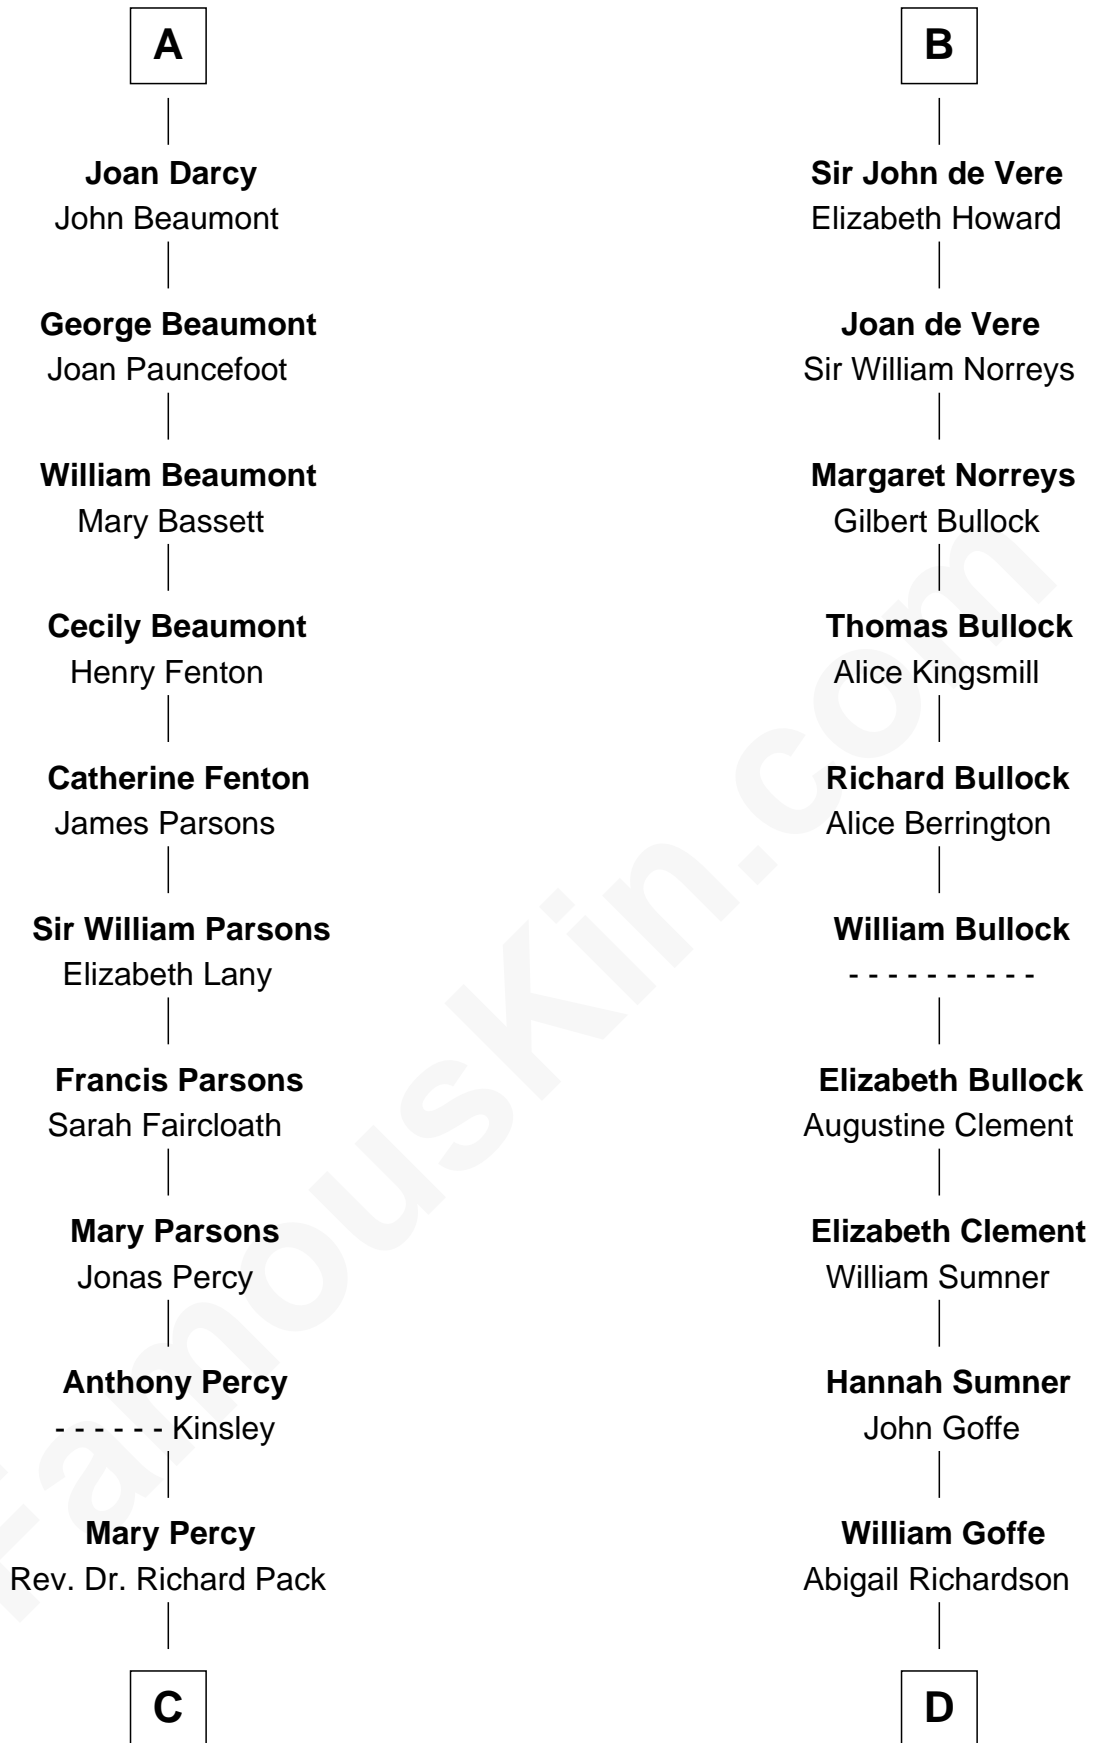 A
Joan Darcy
John Beaumont
George Beaumont
Joan Pauncefoot
William Beaumont
Mary Bassett
Cecily Beaumont
Henry Fenton
Catherine Fenton
James Parsons
Sir William Parsons
Elizabeth Lany
Francis Parsons
Sarah Faircloath
Mary Parsons
Jonas Percy
Anthony Percy
- - - - - - Kinsley
Mary Percy
Rev. Dr. Richard Pack
C
B
Sir John de Vere
Elizabeth Howard
Joan de Vere
Sir William Norreys
Margaret Norreys
Gilbert Bullock
Thomas Bullock
Alice Kingsmill
Richard Bullock
Alice Berrington
William Bullock
- - - - - - - - - -
Elizabeth Bullock
Augustine Clement
Elizabeth Clement
William Sumner
Hannah Sumner
John Goffe
William Goffe
Abigail Richardson
D
FamousKin.com